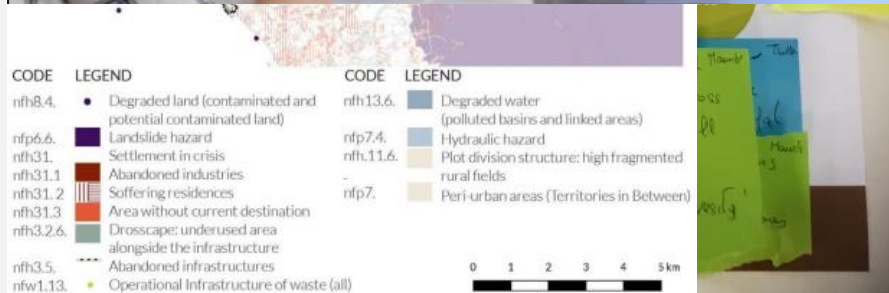 CODE LEGEND
nfh8.4. Degraded land (contaminated and
potential contaminated land)
nfp6.6. Landslide hazard
nfh31. Settlement in crisis
nfh31.1 Abandoned industries
nfh31. 2 Soffering residences
nfh31.3 Area without current destination
nfh3.2.6. Drosscape: underused area
alongside the infrastructure
nfh3.5. Abandoned infrastructures
nfw1.13. Operational Infrastructure of waste (all)
CODE LEGEND
nfh13.6. Degraded water
(polluted basins and linked areas)
nfp7.4. Hydraulic hazard
nfh.11.6. Plot division structure: high fragmented
- rural fields
nfp7. Peri-urban areas (Territories in Between)
0 1 2 3 4 5 km